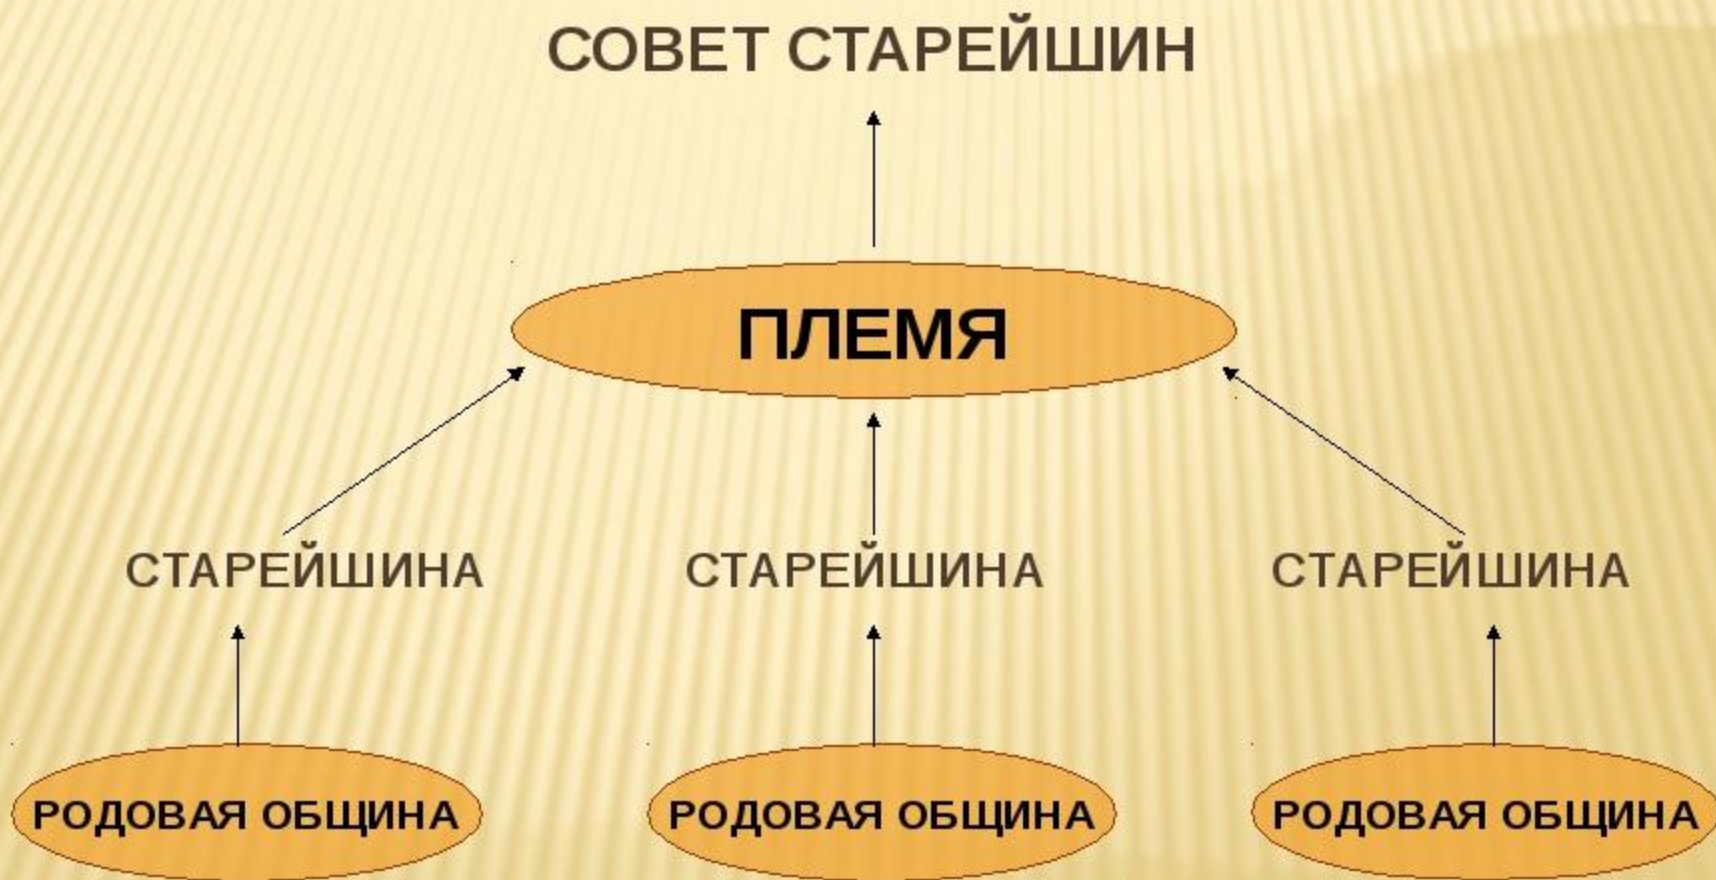 СОВЕТ СТАРЕЙШИН
ПЛЕМЯ
СТАРЕЙШИНА
СТАРЕЙШИНА
СТАРЕЙШИНА
РОДОВАЯ ОБЩИНА
РОДОВАЯ ОБЩИНА
РОДОВАЯ ОБЩИНА